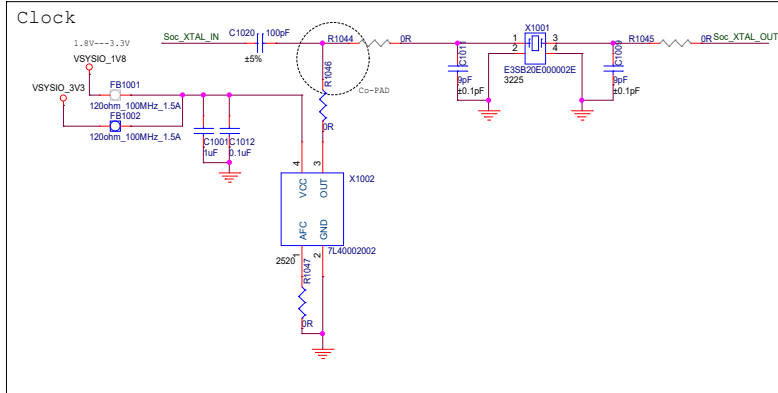 Clock
1.8V---3.3V
Soc_XTAL_IN
C1020
100pF
±5%
R1044
0R
X1001
1
2
3
4
E3SB20E000002E
3225
R1045
0R
Soc_XTAL_OUT
C1011
9pF
±0.1pF
C1009
9pF
±0.1pF
VSYSIO_1V8
VSYSIO_3V3
FB1001
120ohm_100MHz_1.5A
FB1002
120ohm_100MHz_1.5A
R1046
0R
Co-PAD
C1001
1uF
C1012
0.1uF
4
3
VCC
OUT
X1002
AFC
GND
7L40002002
2520
1
2
R1047
0R